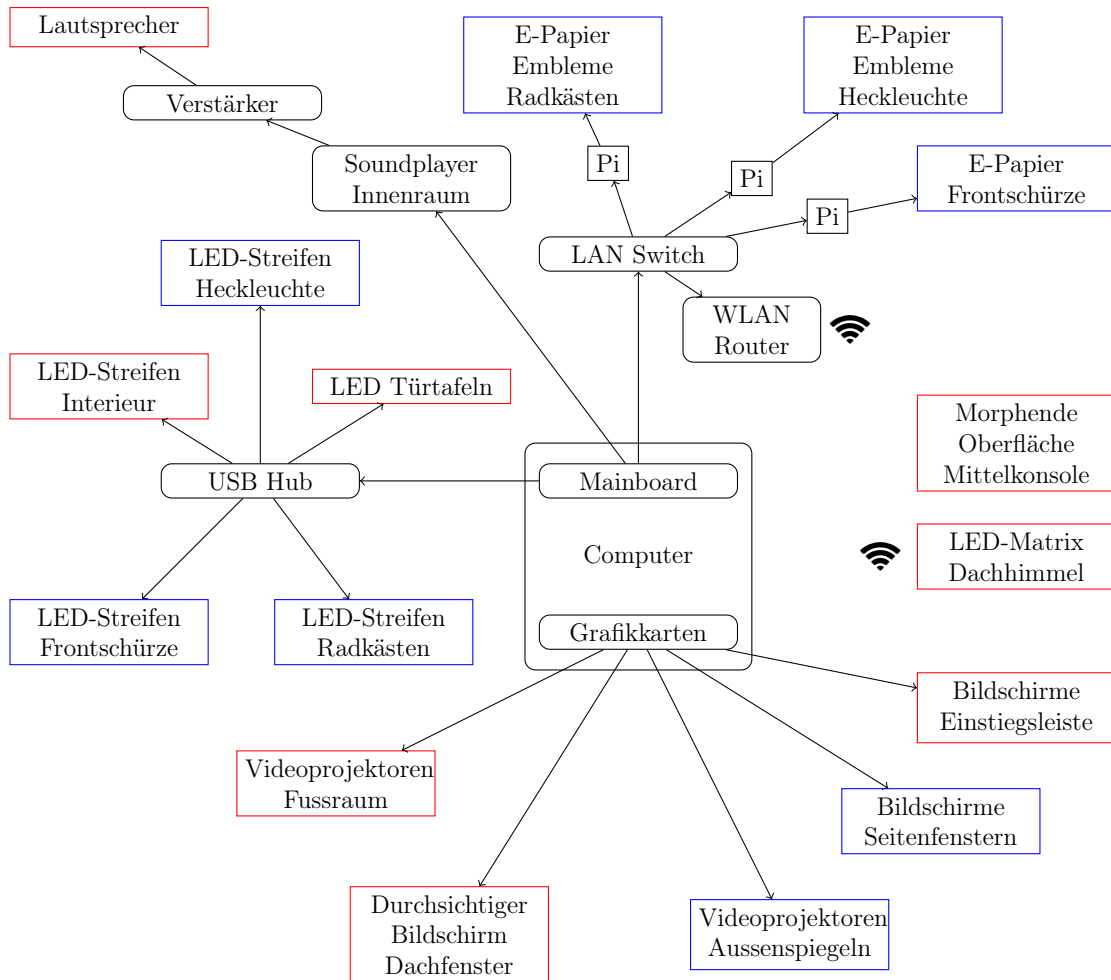 Lautsprecher
E-Papier
Embleme
Radkästen
E-Papier
Embleme
Heckleuchte
Verstärker
Soundplayer
Innenraum
Pi
Pi
Pi
E-Papier
Frontschürze
LAN Switch
LED-Streifen
Heckleuchte
WLAN
Router
LED-Streifen
Interieur
LED Türtafeln
Morphende
Oberfläche
Mittelkonsole
USB Hub
Mainboard
Computer
LED-Matrix
Dachhimmel
LED-Streifen
Frontschürze
LED-Streifen
Radkästen
Grafikkarten
Bildschirme
Einstiegsleiste
Videoprojektoren
Fussraum
Bildschirme
Seitenfenstern
Durchsichtiger
Bildschirm
Dachfenster
Videoprojektoren
Aussenspiegeln